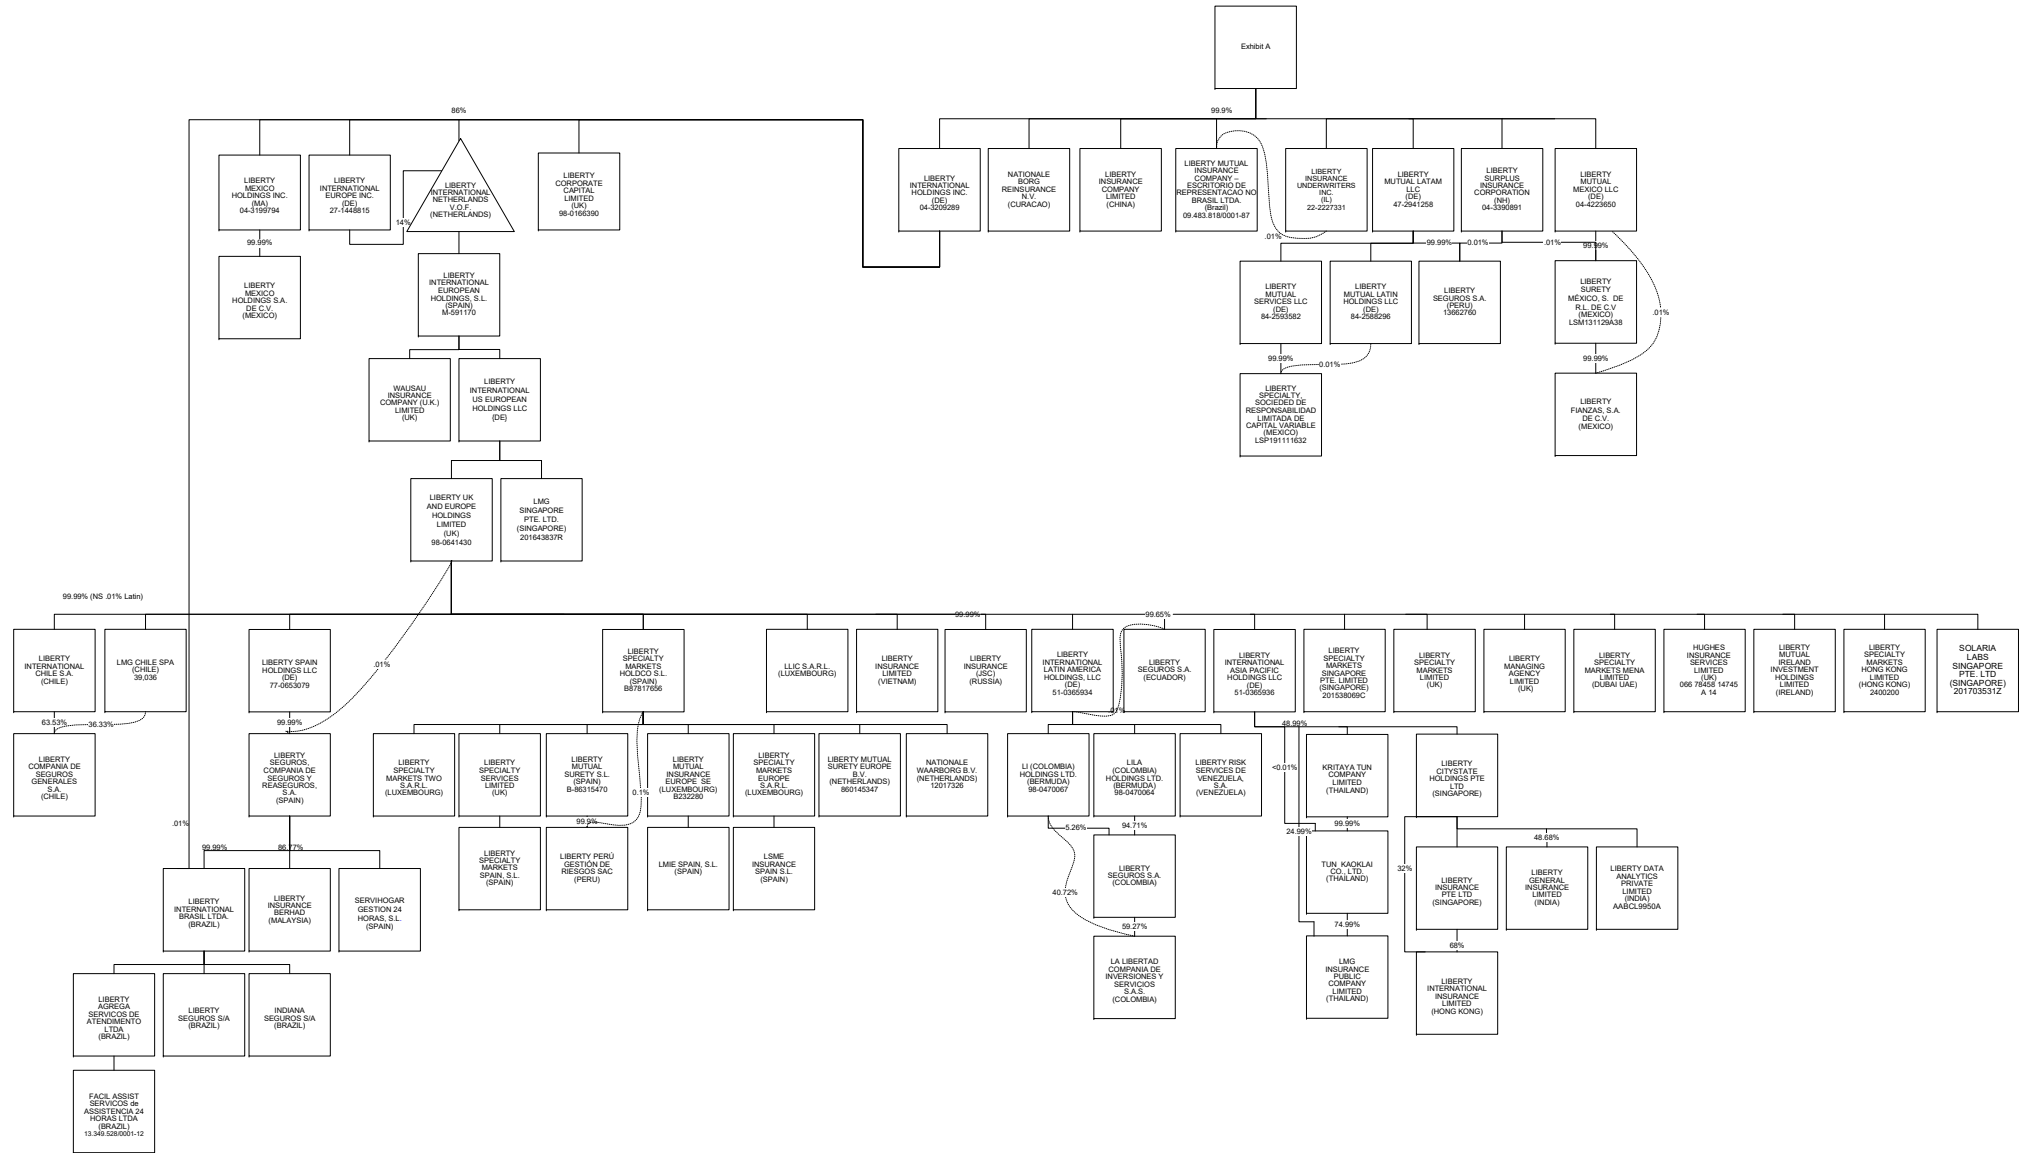 Exhibit A
86%
99.9%
LIBERTY
MEXICO
HOLDINGS INC.
(MA)
04-3199794
LIBERTY
INTERNATIONAL
EUROPE INC.
(DE)
27-1448815
LIBERTY
INTERNATIONAL
NETHERLANDS
V.O.F.
(NETHERLANDS)
LIBERTY
CORPORATE
CAPITAL
LIMITED
(UK)
98-0166390
LIBERTY
INTERNATIONAL
HOLDINGS INC.
(DE)
04-3209289
NATIONALE
BORG
REINSURANCE
N.V.
(CURACAO)
LIBERTY
INSURANCE
COMPANY
LIMITED
(CHINA)
LIBERTY MUTUAL
INSURANCE
COMPANY –
ESCRITORIO DE
REPRESENTACAO NO
BRASIL LTDA.
(Brazil)
09.483.818/0001-87
LIBERTY
INSURANCE
UNDERWRITERS
INC.
(IL)
22-2227331
LIBERTY
MUTUAL LATAM
LLC
(DE)
47-2941258
LIBERTY
SURPLUS
INSURANCE
CORPORATION
(NH)
04-3390891
LIBERTY
MUTUAL
MEXICO LLC
(DE)
04-4223650
14%
.01%
99.99%
99.99%
0.01%
.01%
99.99%
LIBERTY
MEXICO
HOLDINGS S.A.
DE C.V.
(MEXICO)
LIBERTY
INTERNATIONAL
EUROPEAN
HOLDINGS, S.L.
(SPAIN)
M-591170
LIBERTY
MUTUAL
SERVICES LLC
(DE)
84-2593582
LIBERTY
MUTUAL LATIN
HOLDINGS LLC
(DE)
84-2588296
LIBERTY
SEGUROS S.A.
(PERU)
13662760
LIBERTY
SURETY
MÉXICO, S. DE
R.L. DE C.V
(MEXICO)
LSM131129A38
.01%
99.99%
0.01%
99.99%
WAUSAU
INSURANCE
COMPANY (U.K.)
LIMITED
(UK)
LIBERTY
INTERNATIONAL
US EUROPEAN
HOLDINGS LLC
(DE)
LIBERTY
SPECIALTY,
SOCIEDED DE
RESPONSABILIDAD
LIMITADA DE
CAPITAL VARIABLE
(MEXICO)
LSP191111632
LIBERTY
FIANZAS, S.A.
DE C.V.
(MEXICO)
LIBERTY UK
AND EUROPE
HOLDINGS
LIMITED
(UK)
98-0641430
LMG
SINGAPORE
PTE. LTD.
(SINGAPORE)
201643837R
99.99% (NS .01% Latin)
99.99%
99.65%
LIBERTY
INTERNATIONAL
CHILE S.A.
(CHILE)
LMG CHILE SPA
(CHILE)
39,036
LIBERTY SPAIN
HOLDINGS LLC
(DE)
77-0653079
.01%
LIBERTY
SPECIALTY
MARKETS
HOLDCO S.L.
(SPAIN)
B87817656
LLIC S.A.R.L.
(LUXEMBOURG)
LIBERTY
INSURANCE
LIMITED
(VIETNAM)
LIBERTY
INSURANCE
(JSC)
(RUSSIA)
LIBERTY
INTERNATIONAL
LATIN AMERICA
HOLDINGS, LLC
(DE)
51-0365934
LIBERTY
SEGUROS S.A.
(ECUADOR)
LIBERTY
INTERNATIONAL
ASIA PACIFIC
HOLDINGS LLC
(DE)
51-0365936
LIBERTY
SPECIALTY
MARKETS
SINGAPORE
PTE. LIMITED
(SINGAPORE)
201538069C
LIBERTY
SPECIALTY
MARKETS
LIMITED
(UK)
LIBERTY
MANAGING
AGENCY
LIMITED
(UK)
LIBERTY
SPECIALTY
MARKETS MENA
LIMITED
(DUBAI UAE)
HUGHES
INSURANCE
SERVICES
LIMITED
(UK)
066 78458 14745
A 14
LIBERTY
MUTUAL
IRELAND
INVESTMENT
HOLDINGS
LIMITED
(IRELAND)
LIBERTY
SPECIALTY
MARKETS
HONG KONG
LIMITED
(HONG KONG)
2400200
SOLARIA
LABS
SINGAPORE
PTE. LTD
(SINGAPORE)
201703531Z
63.53%
36.33%
99.99%
.01%
48.99%
LIBERTY
COMPANIA DE
SEGUROS
GENERALES
S.A.
(CHILE)
LIBERTY
SEGUROS,
COMPANIA DE
SEGUROS Y
REASEGUROS,
S.A.
(SPAIN)
LIBERTY
SPECIALTY
MARKETS TWO
S.A.R.L.
(LUXEMBOURG)
LIBERTY
SPECIALTY
SERVICES
LIMITED
(UK)
LIBERTY
MUTUAL
SURETY S.L.
(SPAIN)
B-86315470
0.1%
LIBERTY
MUTUAL
INSURANCE
EUROPE SE
(LUXEMBOURG)
B232280
LIBERTY
SPECIALTY
MARKETS
EUROPE
S.A.R.L.
(LUXEMBOURG)
LIBERTY MUTUAL
SURETY EUROPE
B.V.
(NETHERLANDS)
860145347
NATIONALE
WAARBORG B.V.
(NETHERLANDS)
12017326
LI (COLOMBIA)
HOLDINGS LTD.
(BERMUDA)
98-0470067
LILA
(COLOMBIA)
HOLDINGS LTD.
(BERMUDA)
98-0470064
LIBERTY RISK
SERVICES DE
VENEZUELA,
S.A.
(VENEZUELA)
<0.01%
KRITAYA TUN
COMPANY
LIMITED
(THAILAND)
LIBERTY
CITYSTATE
HOLDINGS PTE
LTD
(SINGAPORE)
.01%
99.9%
5.26%
94.71%
24.99%
99.99%
48.68%
99.99%
86.77%
LIBERTY
SPECIALTY
MARKETS
SPAIN, S.L.
(SPAIN)
LIBERTY PERÚ
GESTIÓN DE
RIESGOS SAC
(PERU)
LMIE SPAIN, S.L.
(SPAIN)
LSME
INSURANCE
SPAIN S.L.
(SPAIN)
LIBERTY
SEGUROS S.A.
(COLOMBIA)
TUN KAOKLAI
CO., LTD.
(THAILAND)
32%
LIBERTY
INSURANCE
PTE LTD
(SINGAPORE)
LIBERTY
GENERAL
INSURANCE
LIMITED
(INDIA)
LIBERTY DATA
ANALYTICS
PRIVATE
LIMITED
(INDIA)
AABCL9950A
LIBERTY
INTERNATIONAL
BRASIL LTDA.
(BRAZIL)
LIBERTY
INSURANCE
BERHAD
(MALAYSIA)
SERVIHOGAR
GESTION 24
HORAS, S.L.
(SPAIN)
40.72%
59.27%
74.99%
68%
LA LIBERTAD
COMPANIA DE
INVERSIONES Y
SERVICIOS
S.A.S.
(COLOMBIA)
LMG
INSURANCE
PUBLIC
COMPANY
LIMITED
(THAILAND)
LIBERTY
INTERNATIONAL
INSURANCE
LIMITED
(HONG KONG)
LIBERTY
AGREGA
SERVICOS DE
ATENDIMENTO
LTDA
(BRAZIL)
LIBERTY
SEGUROS S/A
(BRAZIL)
INDIANA
SEGUROS S/A
(BRAZIL)
FACIL ASSIST
SERVICOS de
ASSISTENCIA 24
HORAS LTDA
(BRAZIL)
13.349.528/0001-12